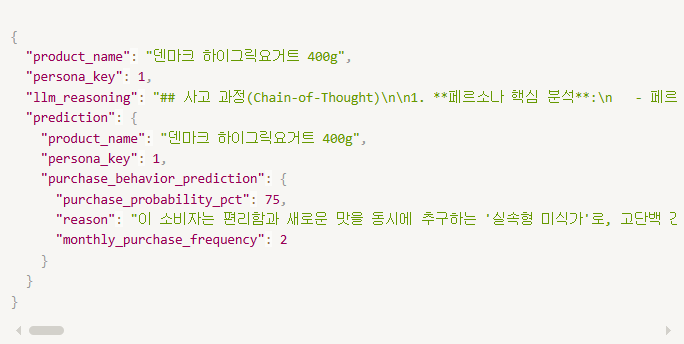 {
"product_name": "덴마크 하이그릭요거트 400g",
"persona_key": 1,
"llm_reasoning": "## 사고 과정(Chain-of-Thought)\n\n1. **페르소나 핵심 분석**:\n   - 페르
"prediction": {
"product_name": "덴마크 하이그릭요거트 400g",
"persona_key": 1,
"purchase_behavior_prediction": {
"purchase_probability_pct": 75,
"reason": "이 소비자는 편리함과 새로운 맛을 동시에 추구하는 '실속형 미식가'로, 고단백 간
"monthly_purchase_frequency": 2
}
}
}